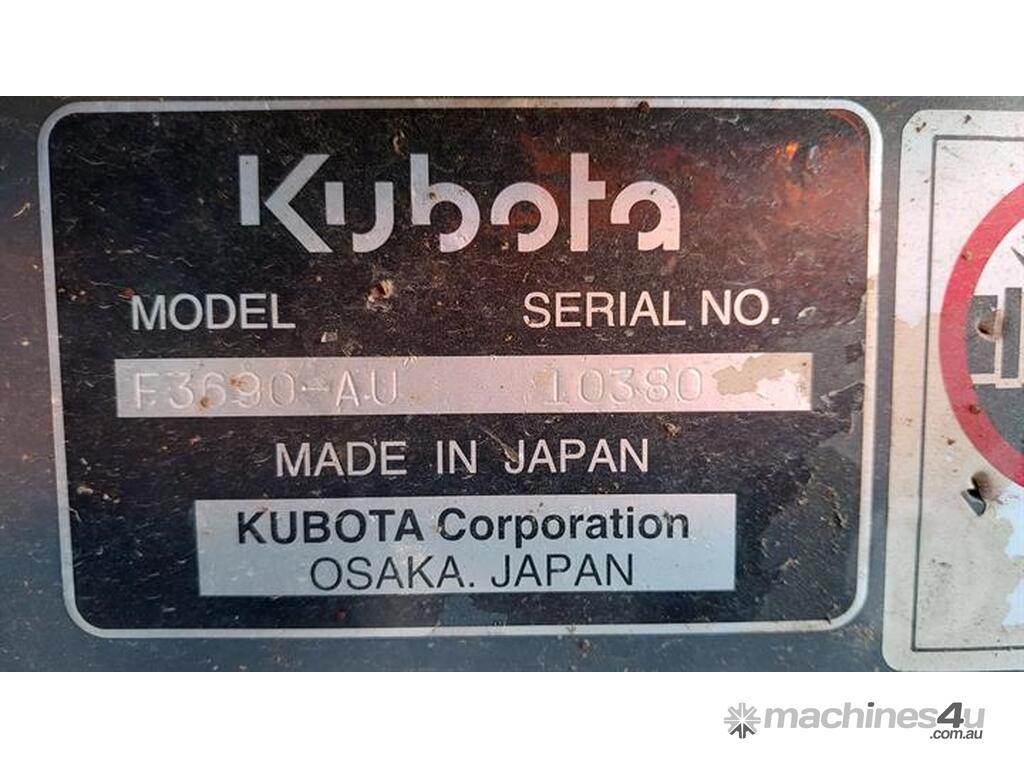 Kubota
MODEL SERIAL NO.
F3690-AU 10380
MADE IN JAPAN
KUBOTA Corporation
OSAKA. JAPAN
machines4u
.com.au